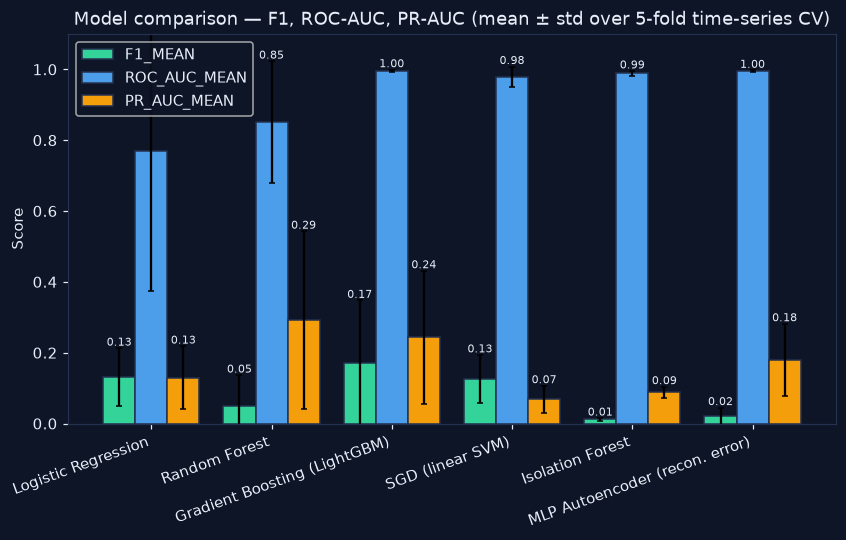 Model comparison — F1, ROC-AUC, PR-AUC (mean ± std over 5-fold time-series CV)
F1_MEAN
ROC_AUC_MEAN
PR_AUC_MEAN
Score
1.0
0.8
0.6
0.4
0.2
0.0
0.13
0.13
0.05
0.85
0.29
0.17
1.00
0.24
0.13
0.98
0.07
0.01
0.99
0.09
0.02
1.00
0.18
Logistic Regression
Random Forest
Gradient Boosting (LightGBM)
SGD (linear SVM)
Isolation Forest
MLP Autoencoder (recon. error)